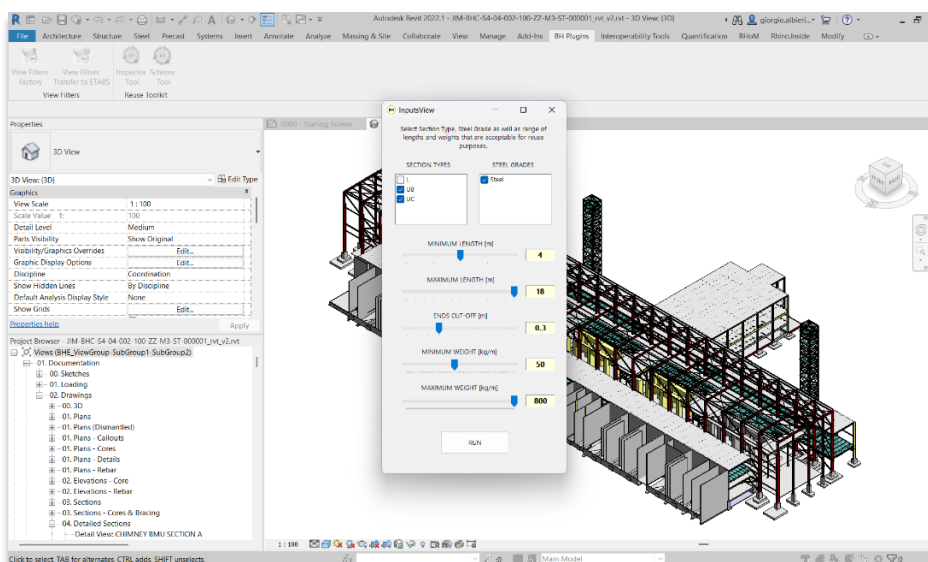 Autodesk Revit 2022.1 - JIM-BHC-S4-04-002-100-ZZ-M3-ST-000001_rvt_v2.rvt - 3D View: {3D}
giorgio.albieri...
File Architecture Structure Steel Precast Systems Insert Annotate Analyze Massing & Site Collaborate View Manage Add-Ins BH Plugins Interoperability Tools Quantification BHoM Rhino.Inside Modify
View Filters Factory
View Filters Transfer to ETABS
Inspector Tool
Scheme Tool
View Filters
Reuse Toolkit
Properties
3D View
3D View: {3D}
Edit Type
Graphics
View Scale 1 : 100
Scale Value 1: 100
Detail Level Medium
Parts Visibility Show Original
Visibility/Graphics Overrides Edit...
Graphic Display Options Edit...
Discipline Coordination
Show Hidden Lines By Discipline
Default Analysis Display Style None
Show Grids Edit...
Properties help
Apply
Project Browser - JIM-BHC-S4-04-002-100-ZZ-M3-ST-000001_rvt_v2.rvt
Views (BHE_ViewGroup-SubGroup1-SubGroup2)
01. Documentation
00. Sketches
01. Loading
02. Drawings
00. 3D
01. Plans
01. Plans (Dismantled)
01. Plans - Callouts
01. Plans - Cores
01. Plans - Details
01. Plans - Rebar
02. Elevations - Core
02. Elevations - Rebar
03. Sections
03. Sections - Cores & Bracing
04. Detailed Sections
Detail View: CHIMNEY BMU SECTION A
0000 - Starting Screen
InputsView
Select Section Type, Steel Grade as well as range of
lengths and weights that are acceptable for reuse
purposes.
SECTION TYPES
STEEL GRADES
L
UB
UC
Steel
MINIMUM LENGTH [m]
4
MAXIMUM LENGTH [m]
18
ENDS CUT-OFF [m]
0.3
MINIMUM WEIGHT [kg/m]
50
MAXIMUM WEIGHT [kg/m]
800
RUN
1 : 100
Click to select, TAB for alternates, CTRL adds, SHIFT unselects.
:0
Main Model
:0